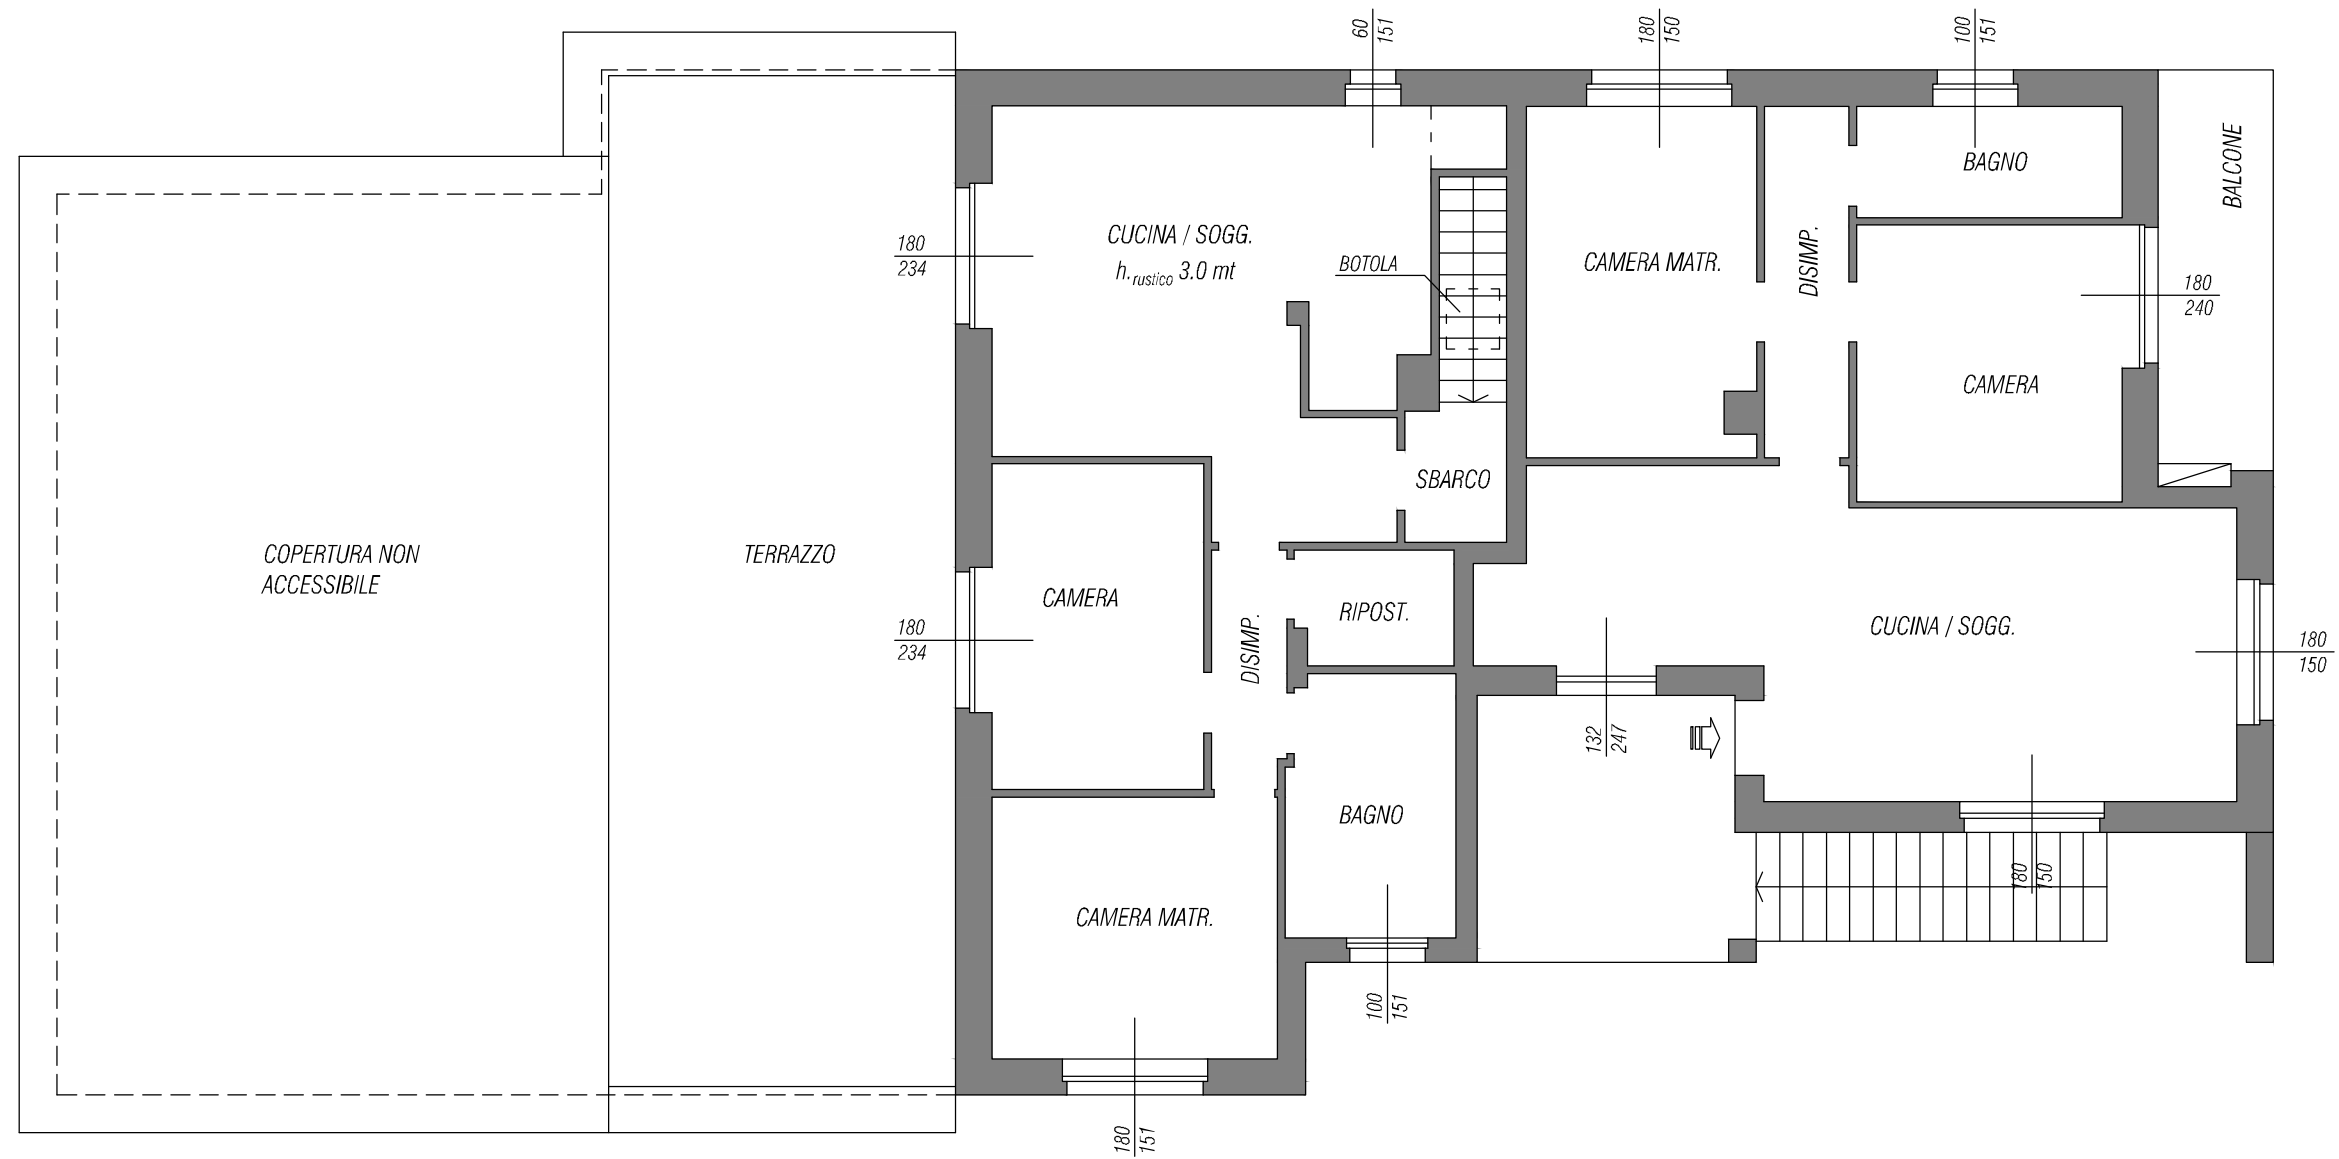 60
151
180
150
100
151
BAGNO
BALCONE
CUCINA / SOGG.
h.rustico 3.0 mt
180
234
BOTOLA
CAMERA MATR.
DISIMP.
180
240
CAMERA
SBARCO
COPERTURA NON
ACCESSIBILE
TERRAZZO
CAMERA
180
234
DISIMP.
RIPOST.
CUCINA / SOGG.
180
150
132
247
BAGNO
180
150
CAMERA MATR.
100
151
180
151